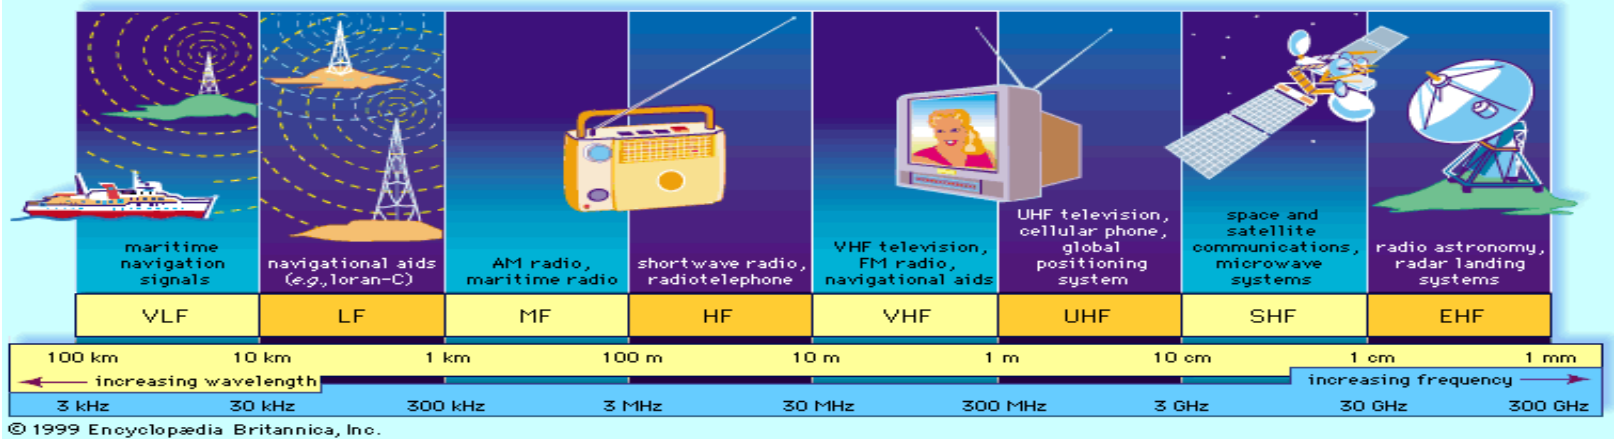 maritime
navigation
signals
navigational aids
(e.g., loran-C)
AM radio,
maritime radio
shortwave radio,
radiotelephone
VHF television,
FM radio,
navigational aids
UHF television,
cellular phone,
global
positioning
system
space and
satellite
communications,
microwave
systems
radio astronomy,
radar landing
systems
VLF LF MF HF VHF UHF SHF EHF
100 km 10 km 1 km 100 m 10 m 1 m 10 cm 1 cm 1 mm
increasing wavelength increasing frequency
3 kHz 30 kHz 300 kHz 3 MHz 30 MHz 300 MHz 3 GHz 30 GHz 300 GHz
© 1999 Encyclopædia Britannica, Inc.